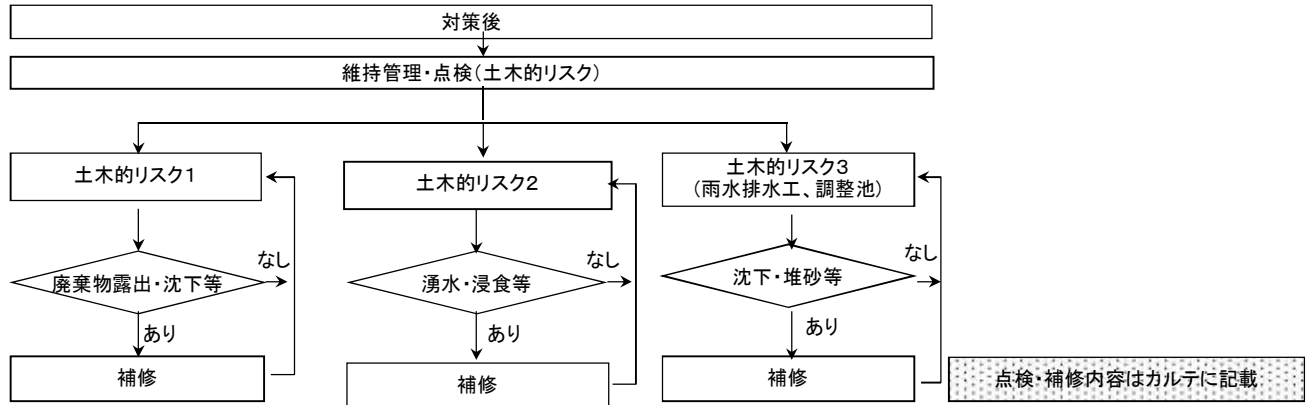 対策後
維持管理・点検(土木的リスク)
土木的リスク1
土木的リスク2
土木的リスク3
(雨水排水工、調整池)
廃棄物露出・沈下等
なし
湧水・浸食等
なし
沈下・堆砂等
なし
あり
あり
あり
補修
補修
補修
点検・補修内容はカルテに記載